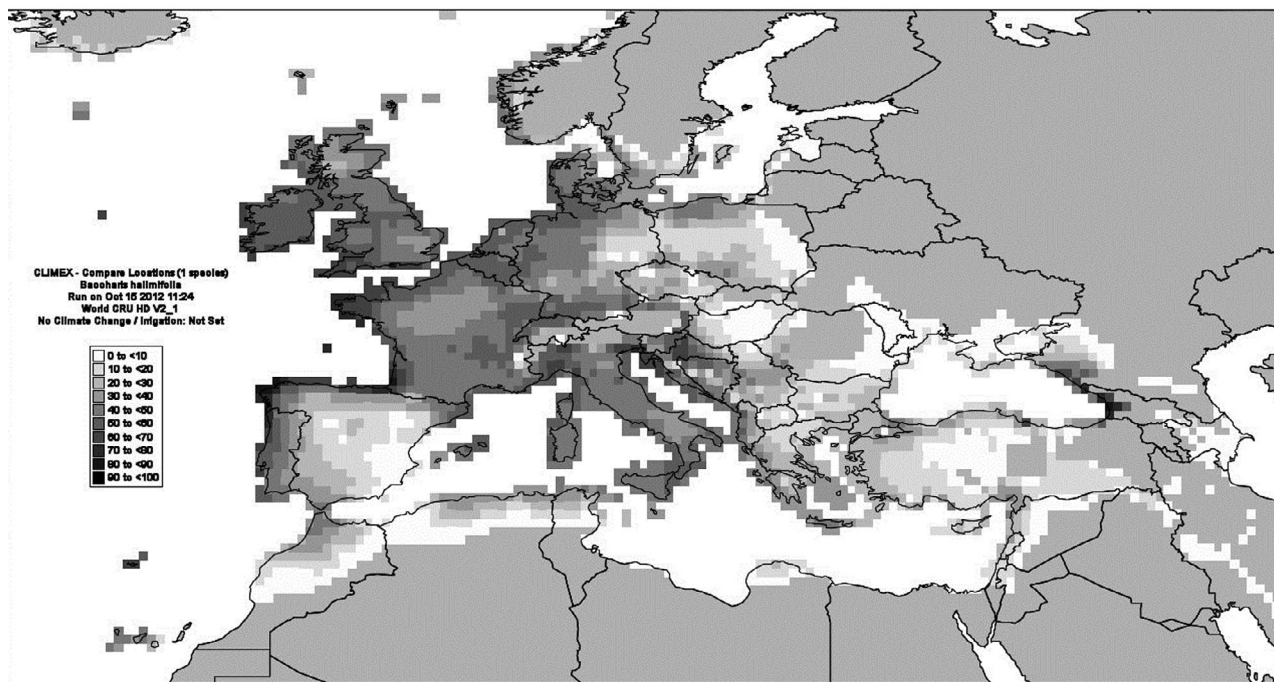 CLIMEX - Compare Locations (1 species)
Baccharis halimifolia
Run on Oct 15 2012 11:24
World CRU HD V2_1
No Climate Change / Irrigation: Not Set
0 to <10
10 to <20
20 to <30
30 to <40
40 to <50
50 to <60
60 to <70
70 to <80
80 to <90
90 to <100